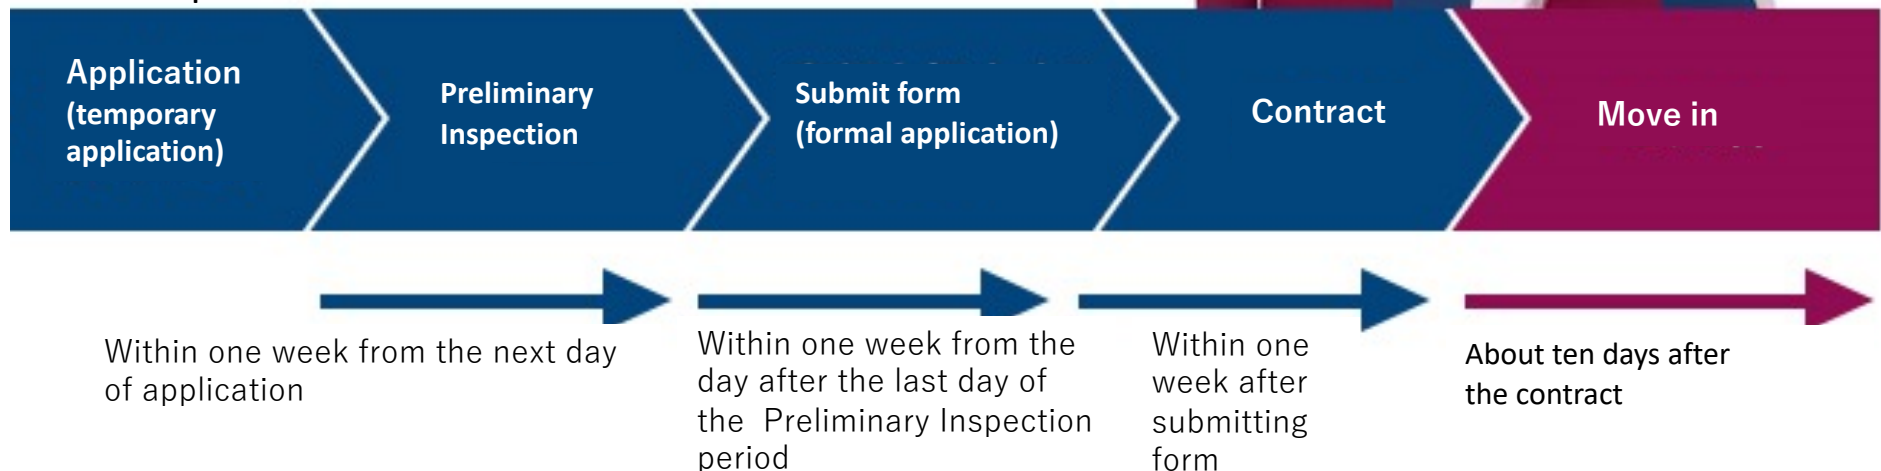 Application
(temporary
application)
Preliminary
Inspection
Submit form
(formal application)
Contract
Move in
Within one week from the next day
of application
Within one week from the
day after the last day of
the Preliminary Inspection
period
Within one
week after
submitting
form
About ten days after
the contract